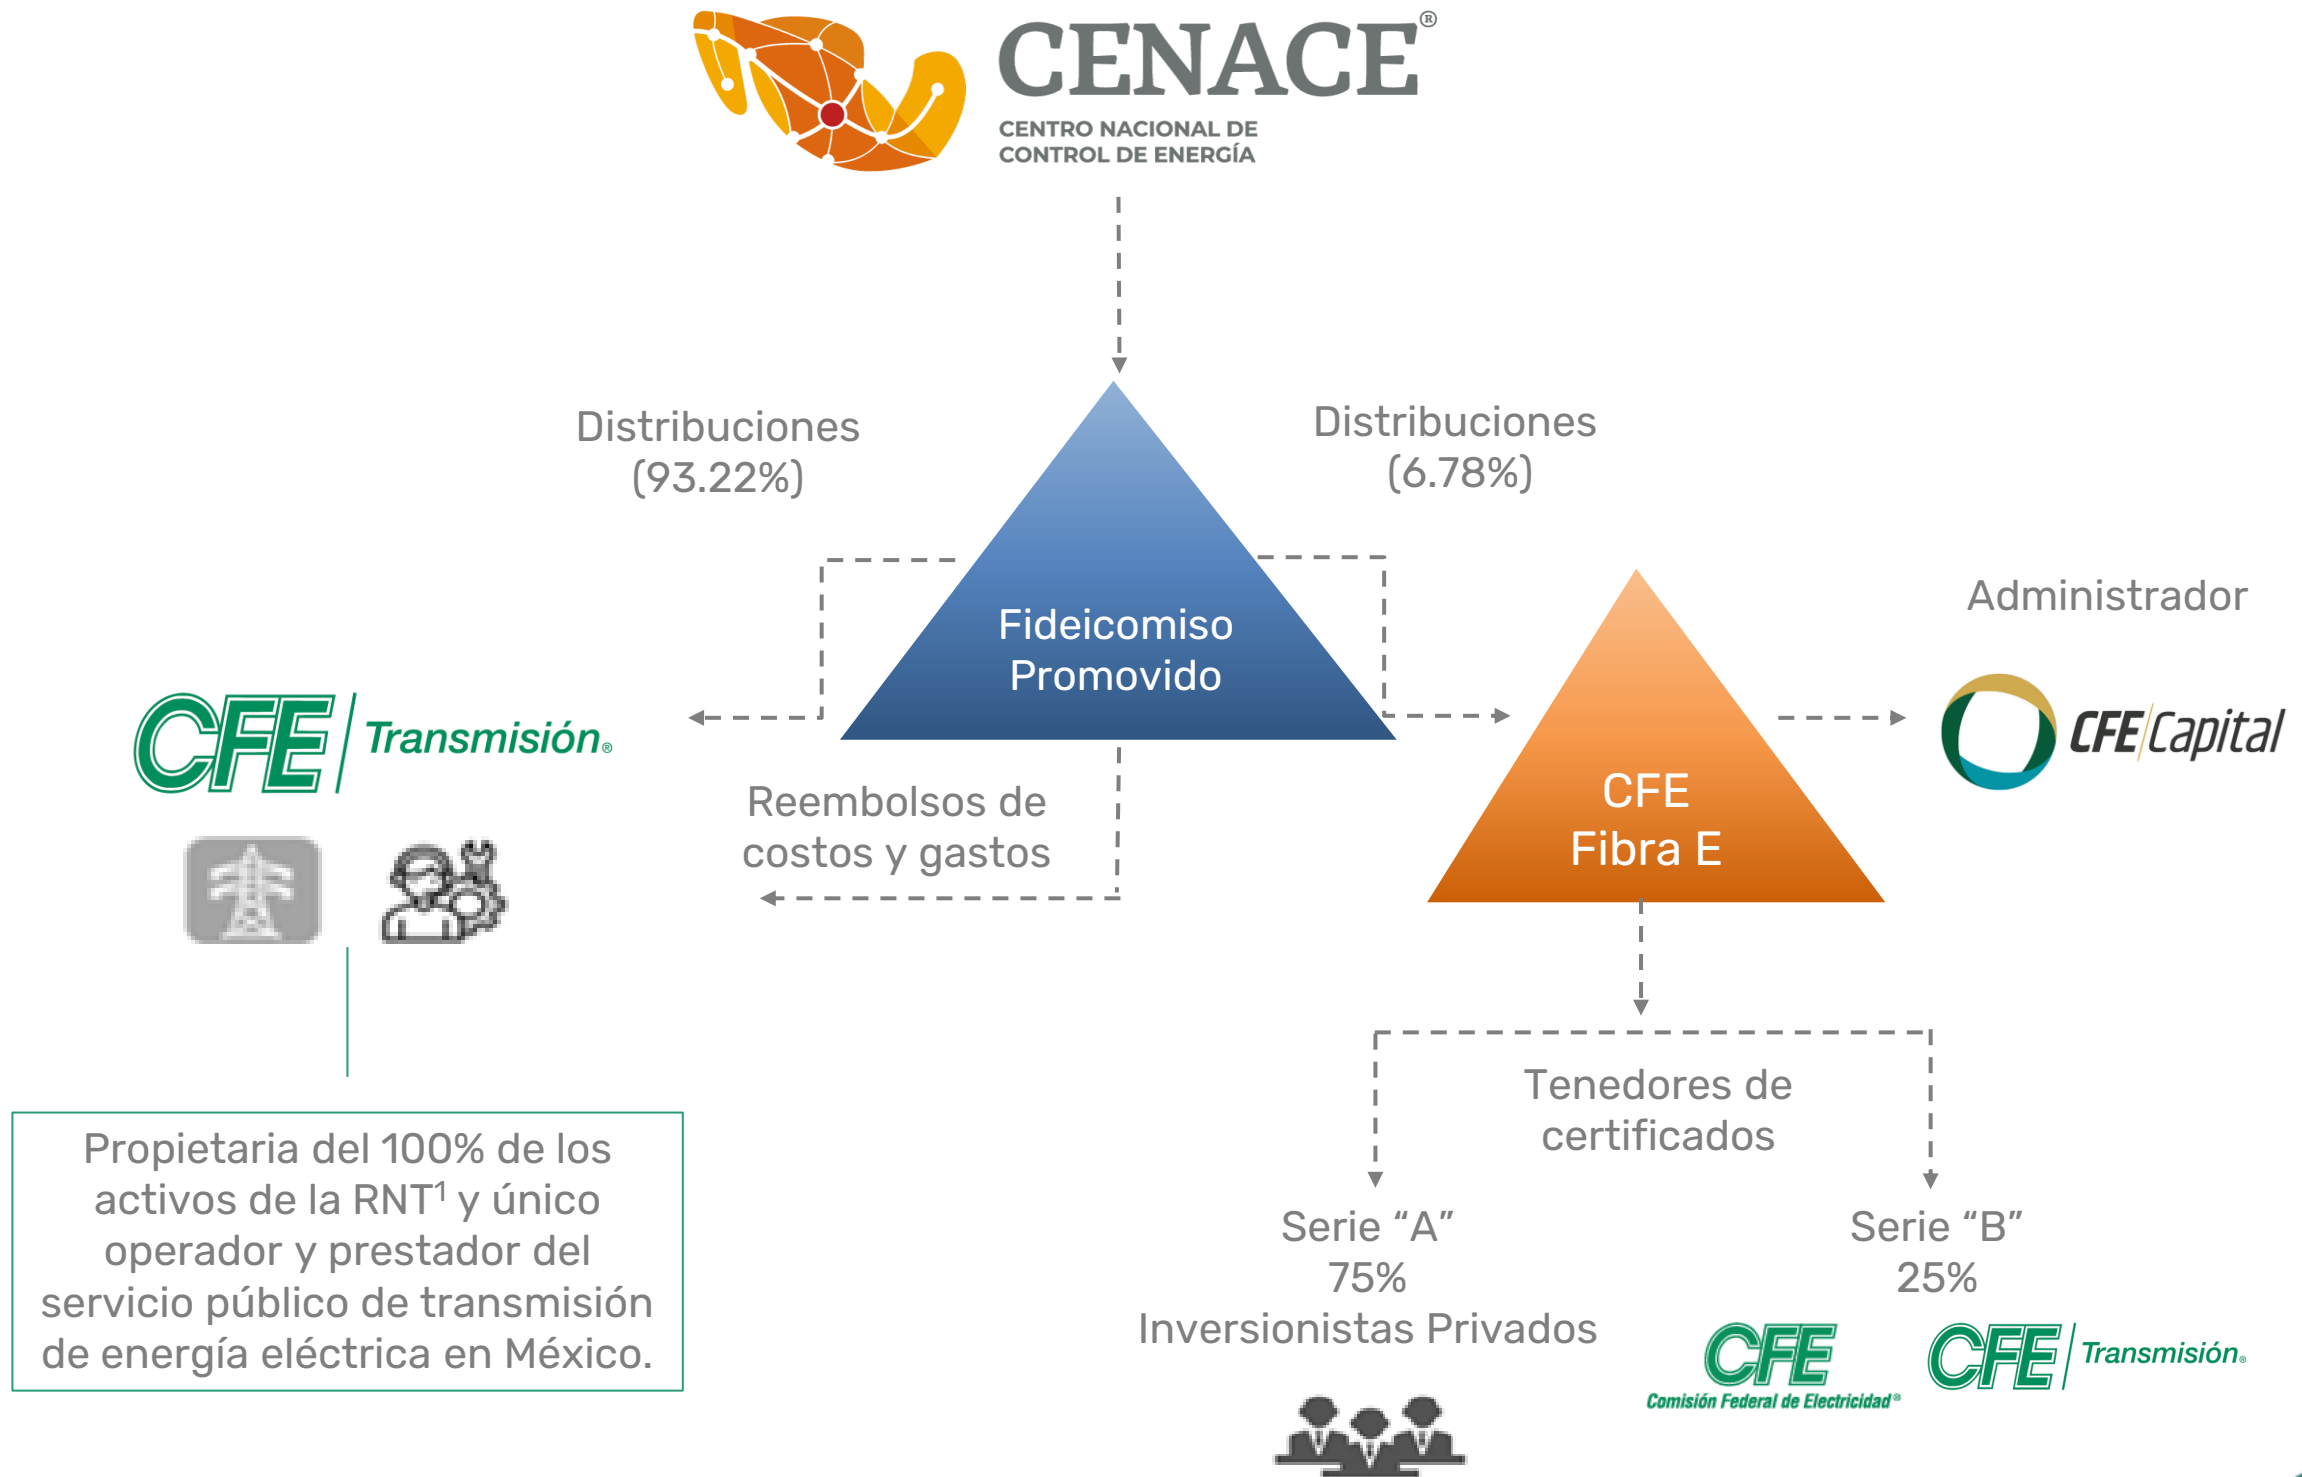 CENACE®
CENTRO NACIONAL DE
CONTROL DE ENERGÍA
Distribuciones
(93.22%)
Distribuciones
(6.78%)
Fideicomiso
Promovido
Administrador
CFE Transmisión®
CFE Capital
Reembolsos de
costos y gastos
CFE
Fibra E
Tenedores de
certificados
Propietaria del 100% de los
activos de la RNT¹ y único
operador y prestador del
servicio público de transmisión
de energía eléctrica en México.
Serie “A”
75%
Inversionistas Privados
Serie “B”
25%
CFE
Comisión Federal de Electricidad®
CFE Transmisión®